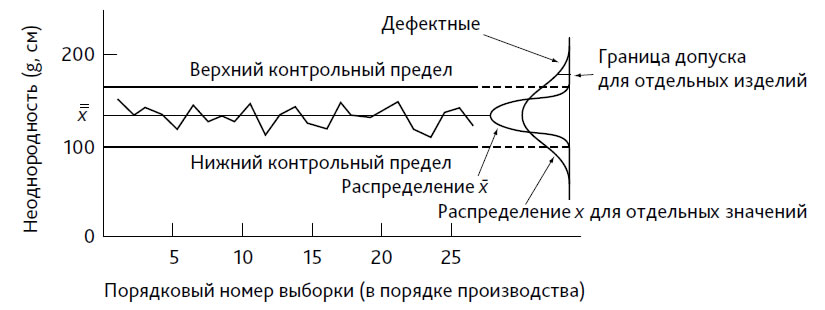 Дефектные
200
Верхний контрольный предел
Граница допуска
для отдельных изделий
Неоднородность (g, см)
x̿
100
Нижний контрольный предел
Распределение x̄
Распределение x для отдельных значений
0
5 10 15 20 25
Порядковый номер выборки (в порядке производства)